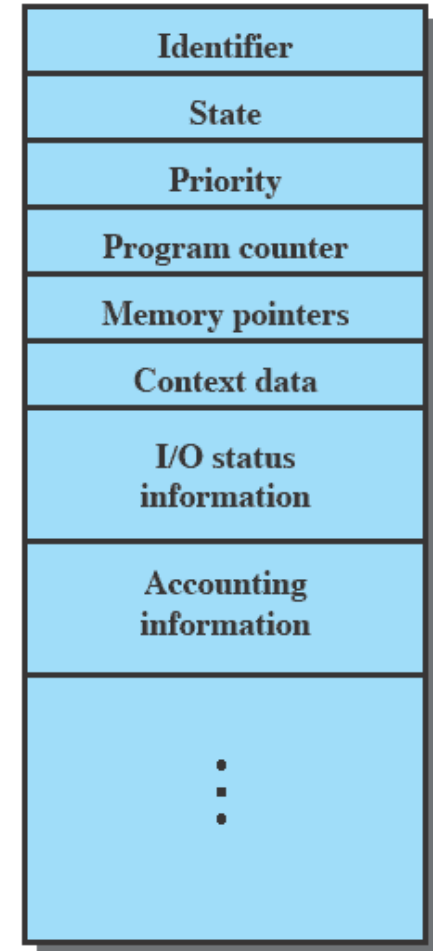 Identifier
State
Priority
Program counter
Memory pointers
Context data
I/O status
information
Accounting
information